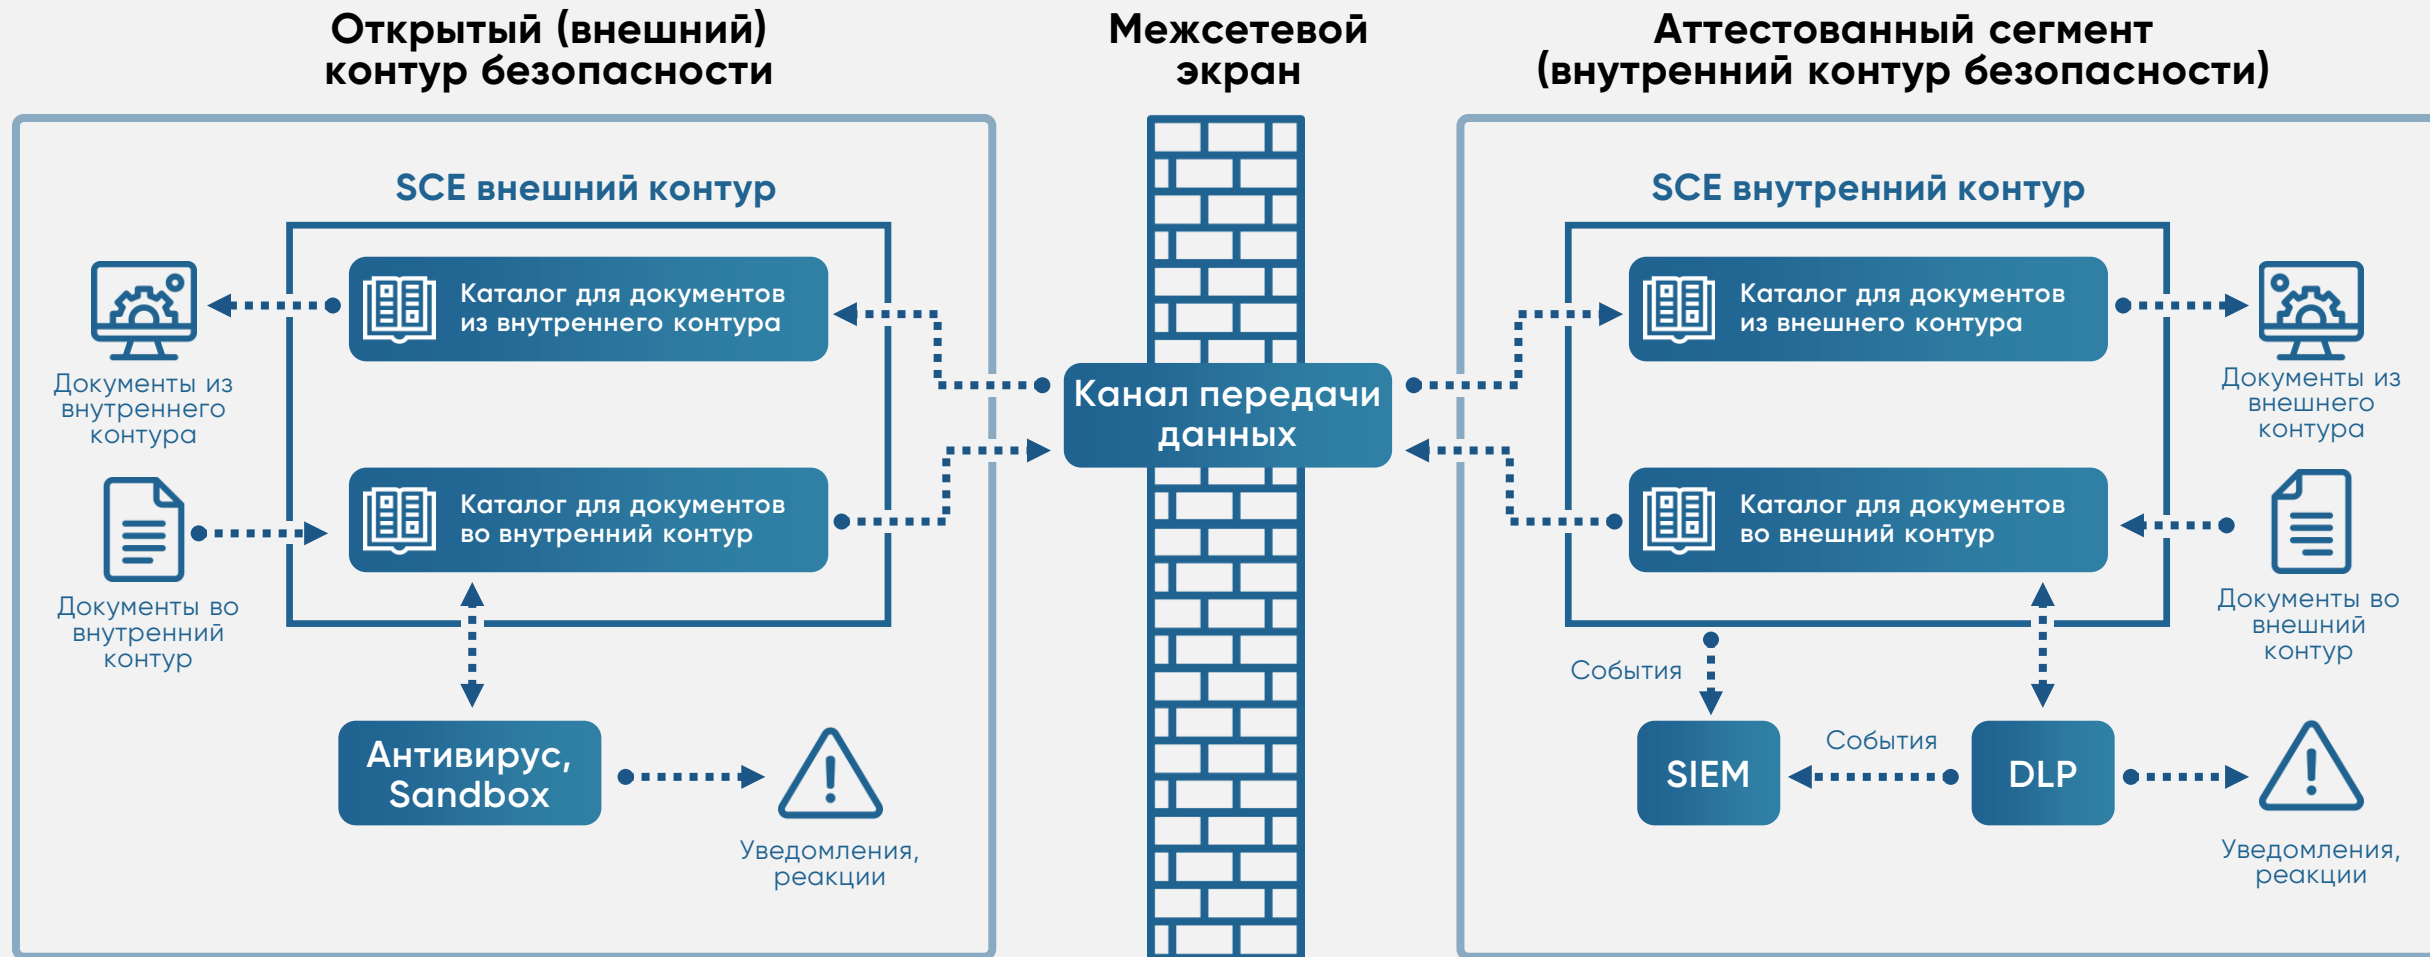 Открытый (внешний)
контур безопасности
Межсетевой
экран
Аттестованный сегмент
(внутренний контур безопасности)
SCE внешний контур
Каталог для документов
из внутреннего контура
Документы из
внутреннего
контура
Каталог для документов
во внутренний контур
Документы во
внутренний
контур
Антивирус,
Sandbox
Уведомления,
реакции
Канал передачи
данных
SCE внутренний контур
Каталог для документов
из внешнего контура
Документы из
внешнего
контура
Каталог для документов
во внешний контур
Документы во
внешний
контур
События
SIEM
События
DLP
Уведомления,
реакции